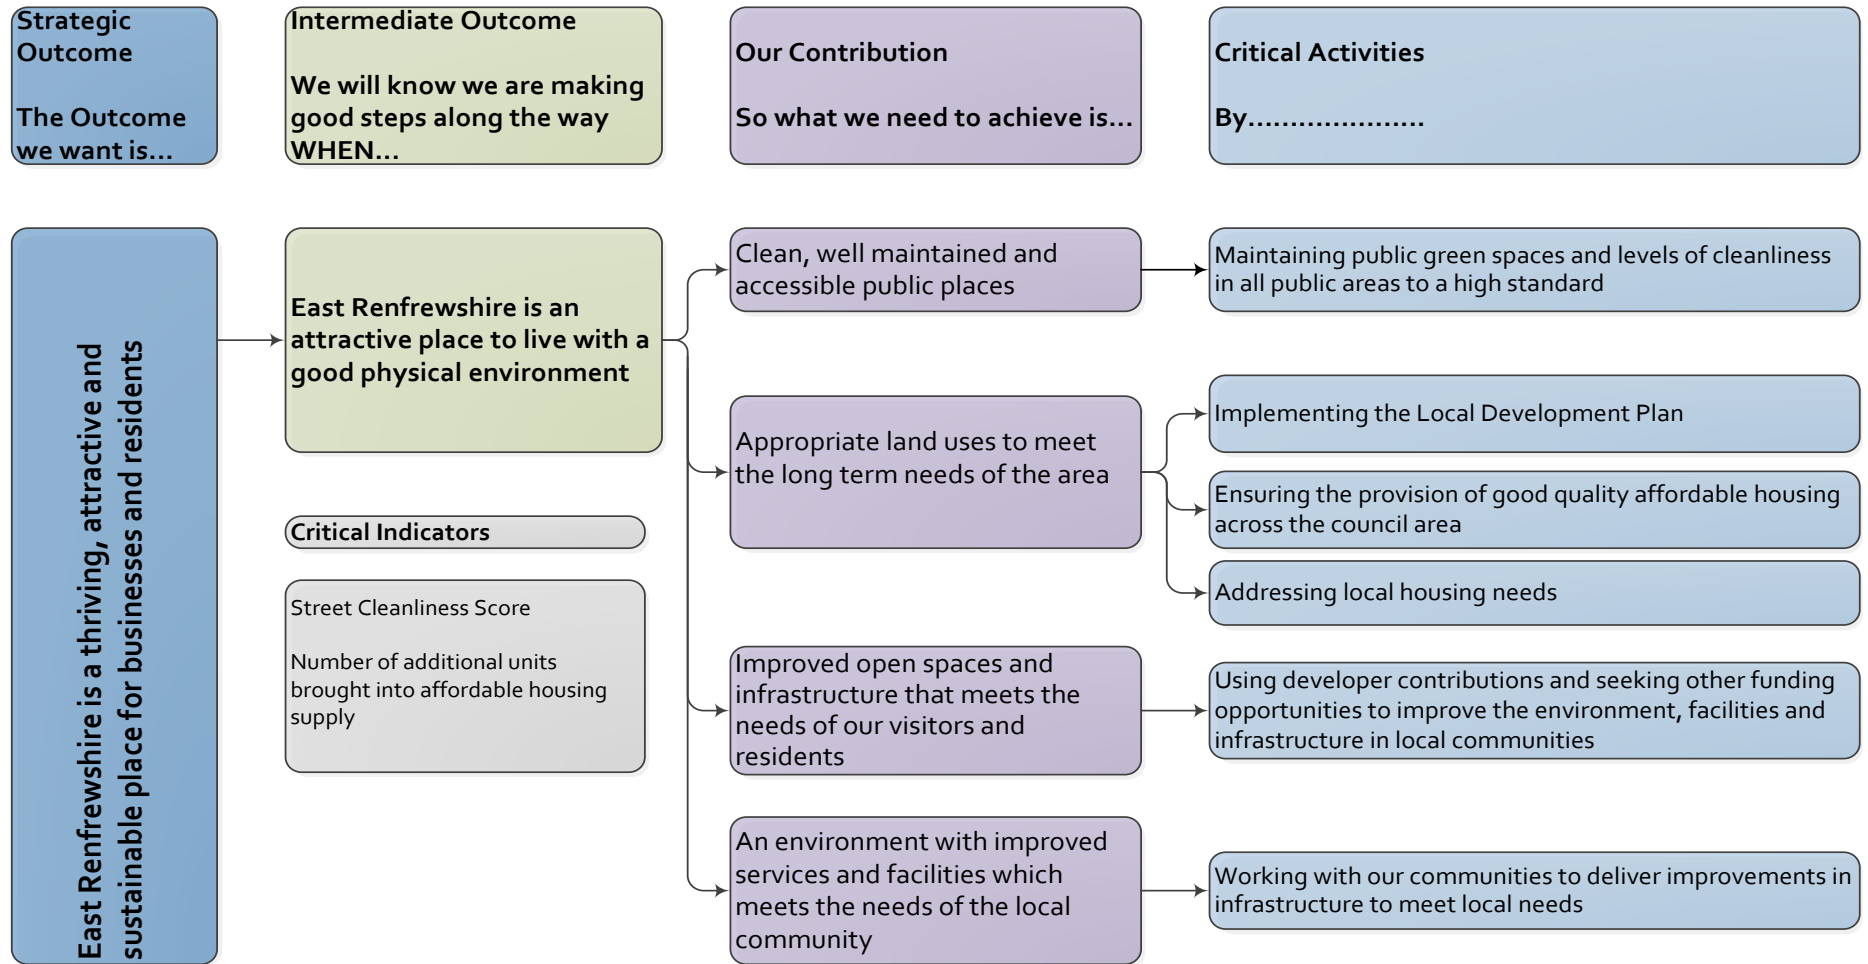 Strategic
Outcome
The Outcome
we want is...
Intermediate Outcome
We will know we are making
good steps along the way
WHEN...
Our Contribution
So what we need to achieve is...
Critical Activities
By.....................
East Renfrewshire is a thriving, attractive and
sustainable place for businesses and residents
East Renfrewshire is an
attractive place to live with a
good physical environment
Critical Indicators
Street Cleanliness Score
Number of additional units
brought into affordable housing
supply
Clean, well maintained and
accessible public places
Appropriate land uses to meet
the long term needs of the area
Improved open spaces and
infrastructure that meets the
needs of our visitors and
residents
An environment with improved
services and facilities which
meets the needs of the local
community
Maintaining public green spaces and levels of cleanliness
in all public areas to a high standard
Implementing the Local Development Plan
Ensuring the provision of good quality affordable housing
across the council area
Addressing local housing needs
Using developer contributions and seeking other funding
opportunities to improve the environment, facilities and
infrastructure in local communities
Working with our communities to deliver improvements in
infrastructure to meet local needs